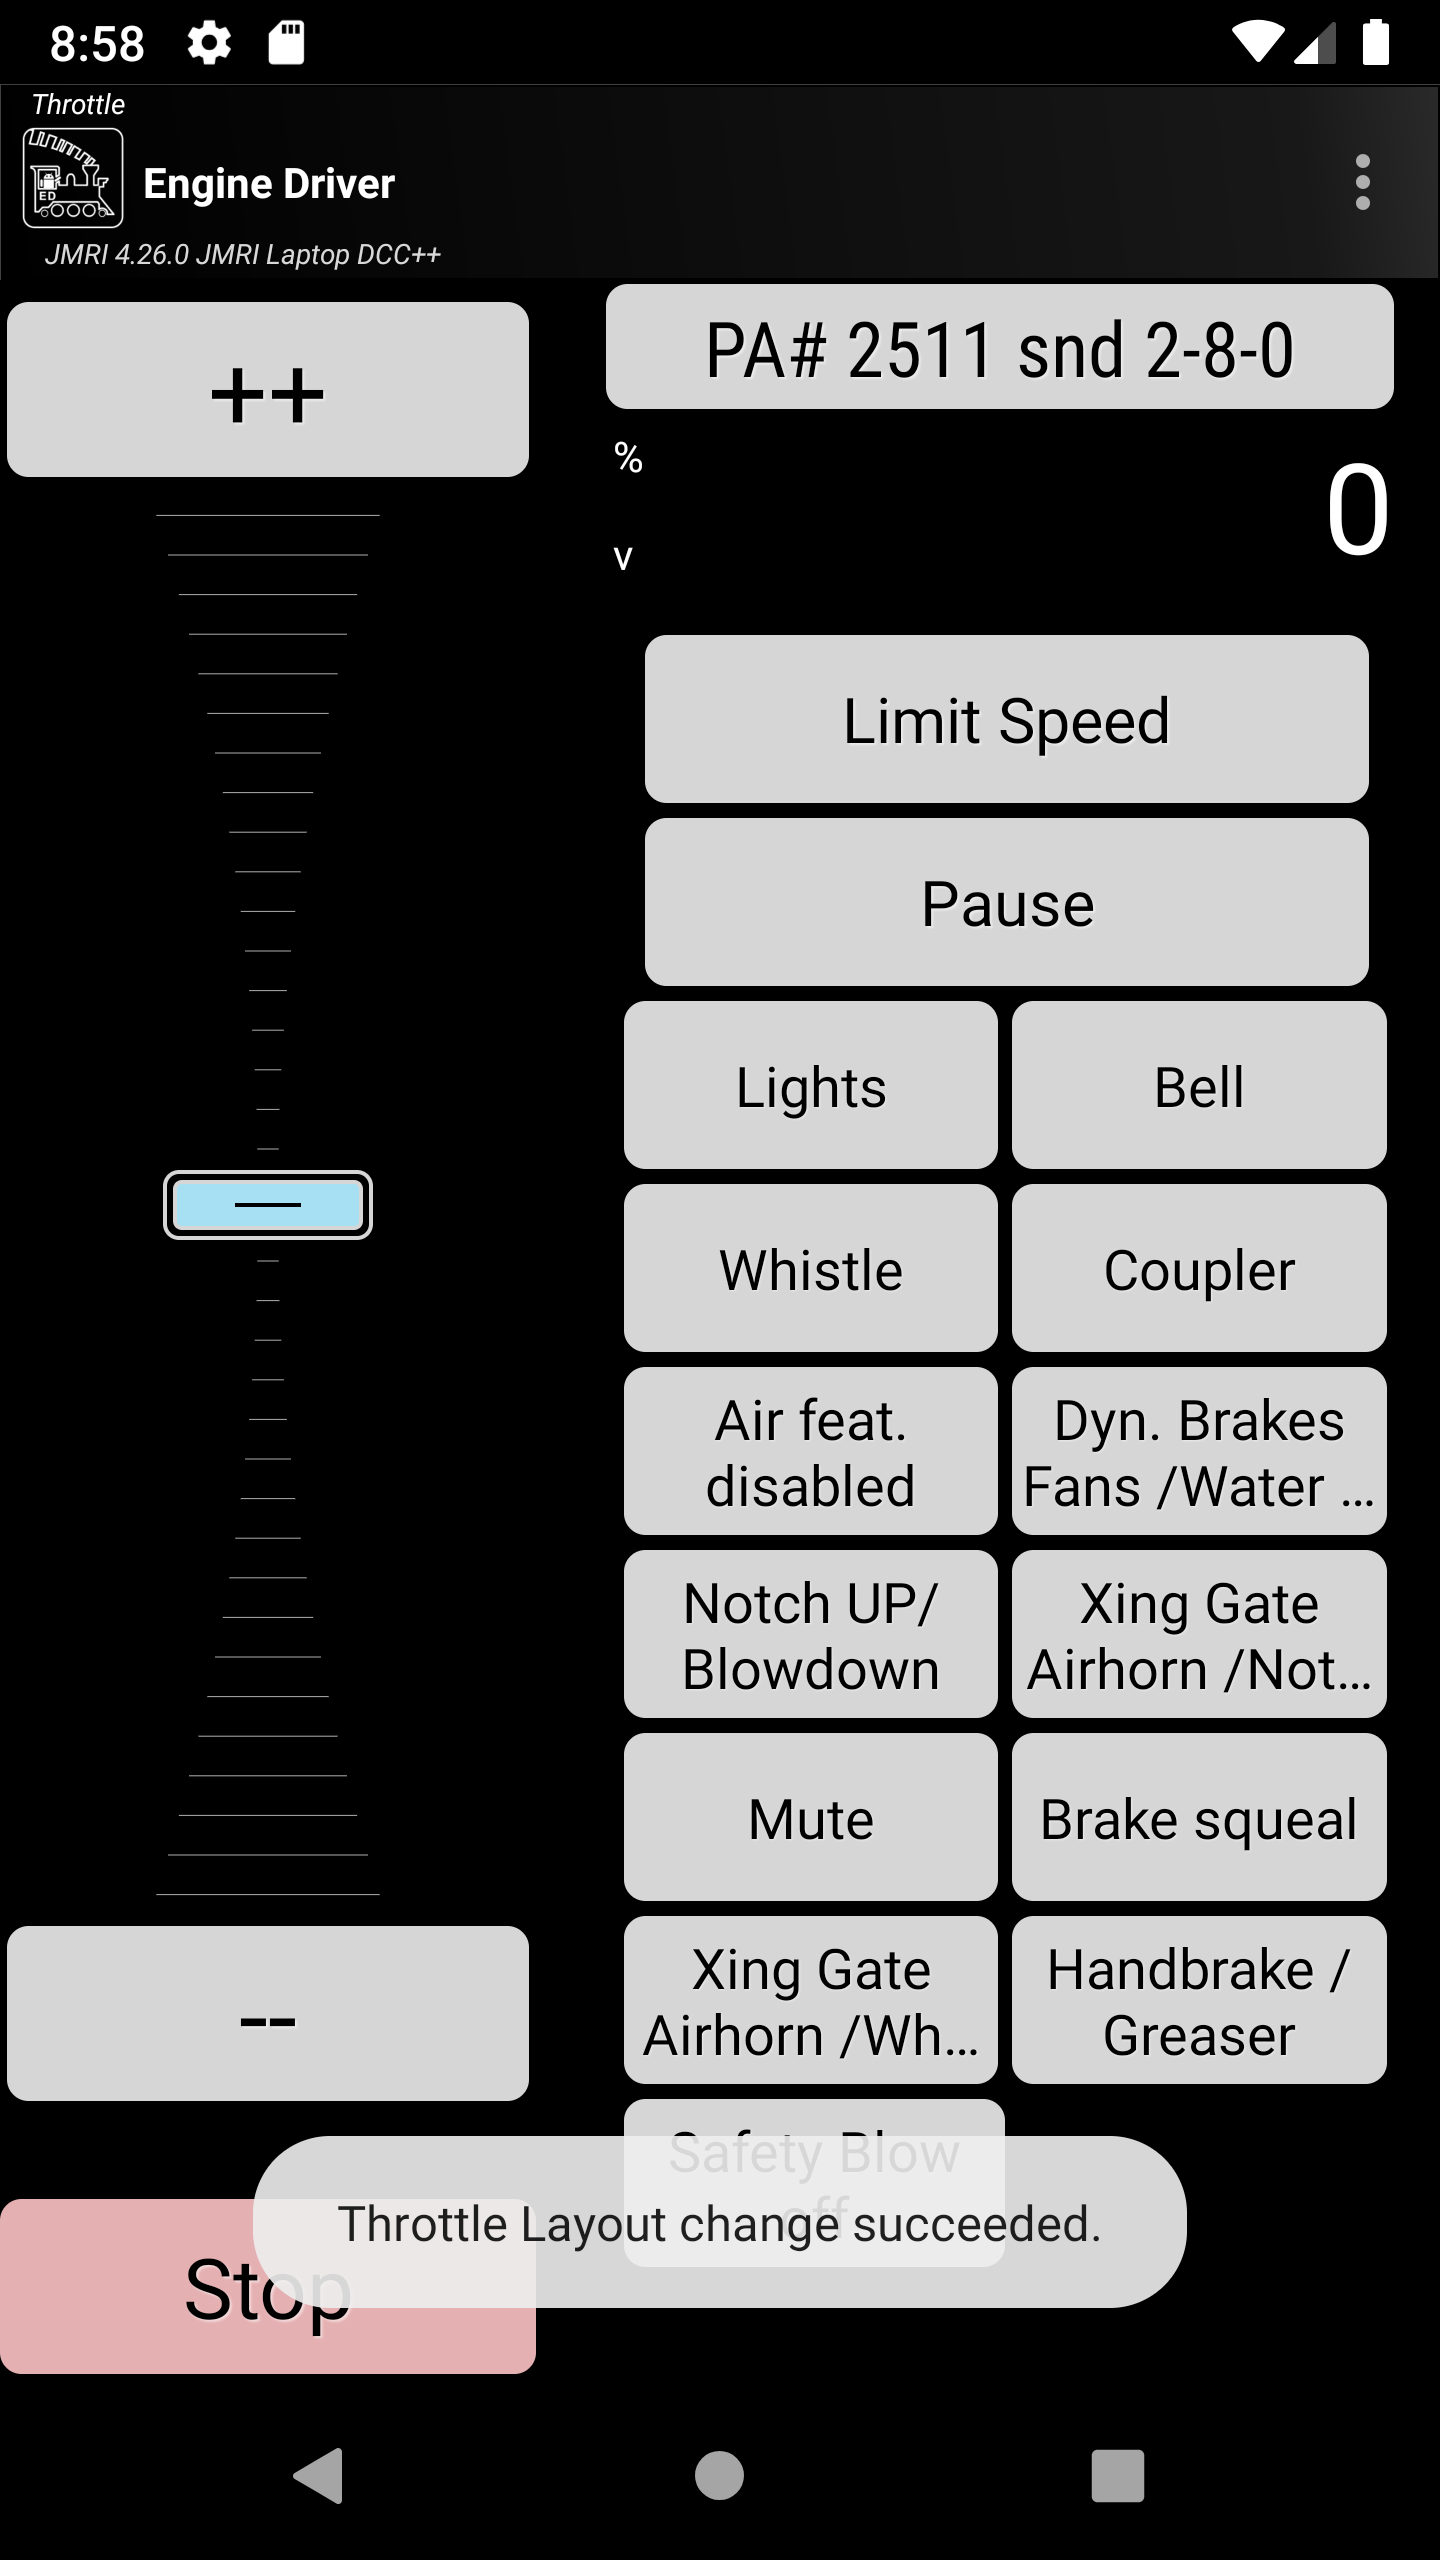 8:58
Throttle
ED
Engine Driver
JMRI 4.26.0 JMRI Laptop DCC++
++
PA# 2511 snd 2-8-0
%
0
v
Limit Speed
Pause
Lights
Bell
Whistle
Coupler
Air feat.
disabled
Dyn. Brakes
Fans /Water ...
Notch UP/
Blowdown
Xing Gate
Airhorn /Not...
Mute
Brake squeal
Xing Gate
Airhorn /Wh...
Handbrake /
Greaser
--
Safety Blow
off
Throttle Layout change succeeded.
Stop